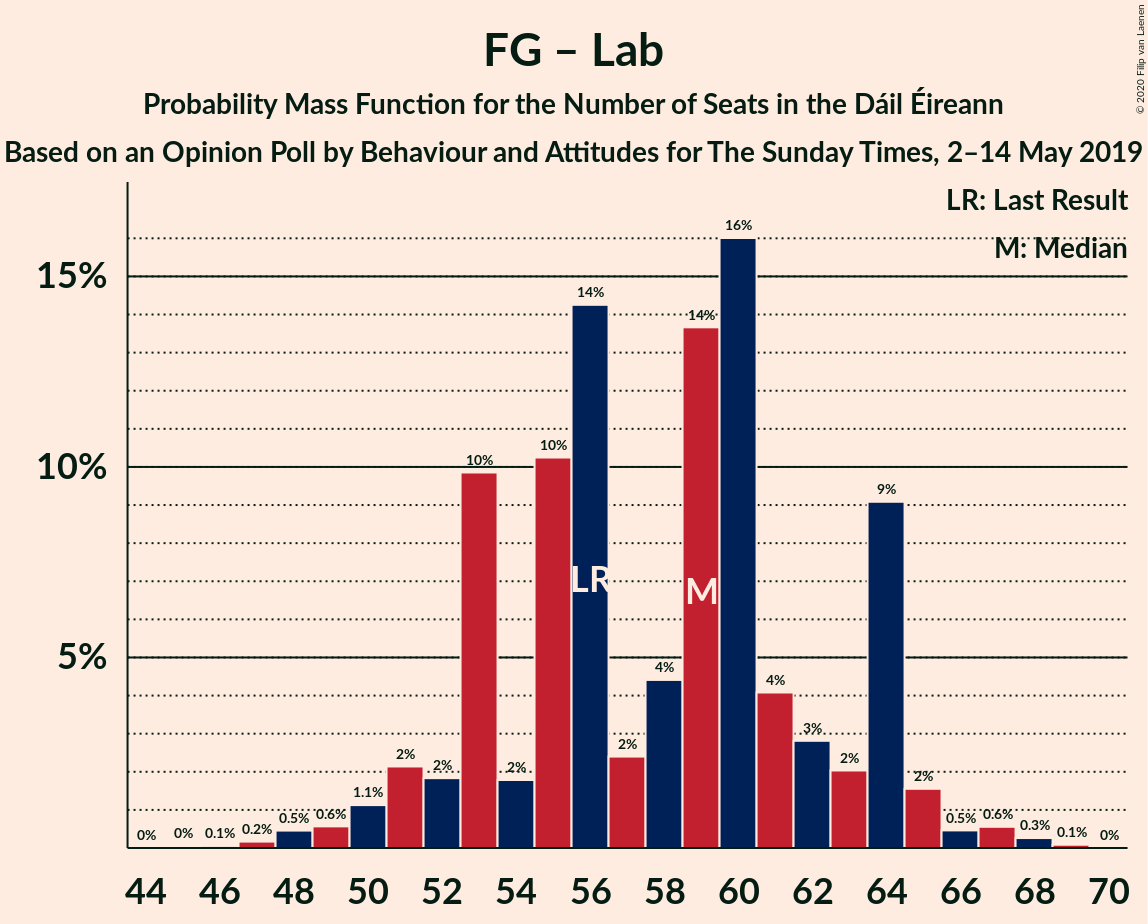 FG – Lab
Probability Mass Function for the Number of Seats in the Dáil Éireann
Based on an Opinion Poll by Behaviour and Attitudes for The Sunday Times, 2–14 May 2019
© 2020 Filip van Laenen
LR: Last Result
M: Median
15%
10%
5%
0% 0% 0.1% 0.2% 0.5% 0.6% 1.1% 2% 2% 10% 2% 10% 14% 2% 4% 14% 16% 4% 3% 2% 9% 2% 0.5% 0.6% 0.3% 0.1% 0%
LR M
44 46 48 50 52 54 56 58 60 62 64 66 68 70